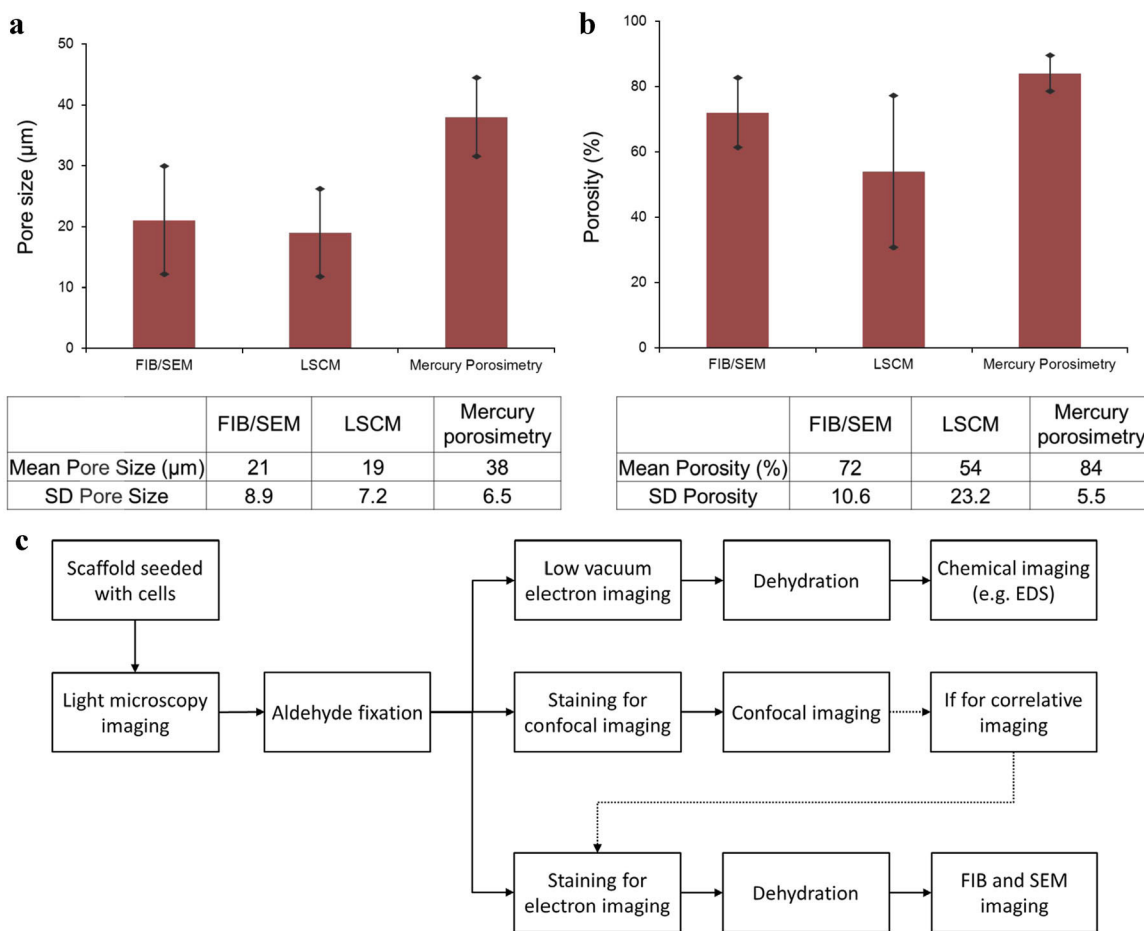 a
Pore size (µm)
50
40
30
20
10
0
FIB/SEM LSCM Mercury Porosimetry
FIB/SEM LSCM Mercury
porosimetry
Mean Pore Size (µm) 21 19 38
SD Pore Size 8.9 7.2 6.5
b
Porosity (%)
100
80
60
40
20
0
FIB/SEM LSCM Mercury Porosimetry
FIB/SEM LSCM Mercury
porosimetry
Mean Porosity (%) 72 54 84
SD Porosity 10.6 23.2 5.5
c
Scaffold seeded
with cells
Light microscopy
imaging
Aldehyde fixation
Low vacuum
electron imaging
Dehydration
Chemical imaging
(e.g. EDS)
Staining for
confocal imaging
Confocal imaging
If for correlative
imaging
Staining for
electron imaging
Dehydration
FIB and SEM
imaging